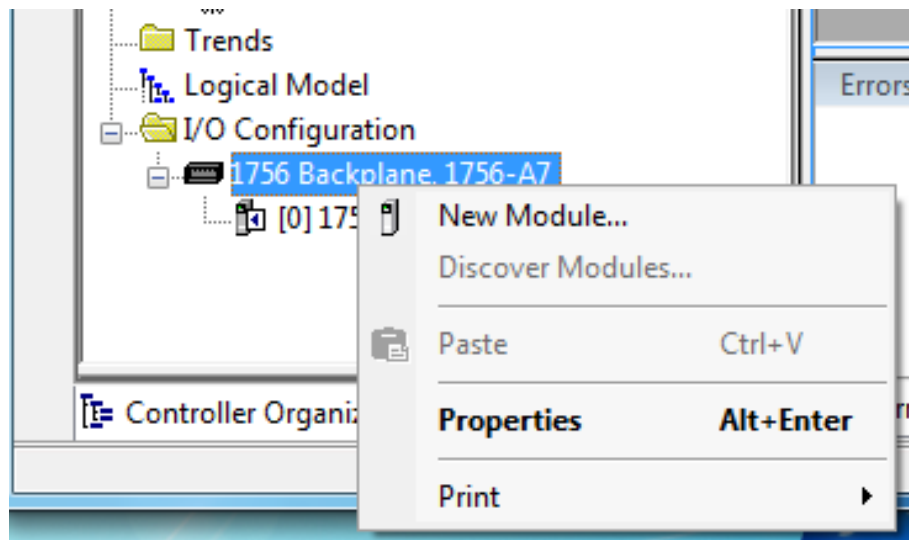 Trends
Logical Model
I/O Configuration
1756 Backplane, 1756-A7
[0] 175
New Module...
Discover Modules...
Paste Ctrl+V
Properties Alt+Enter
Print
Controller Organiz
Errors